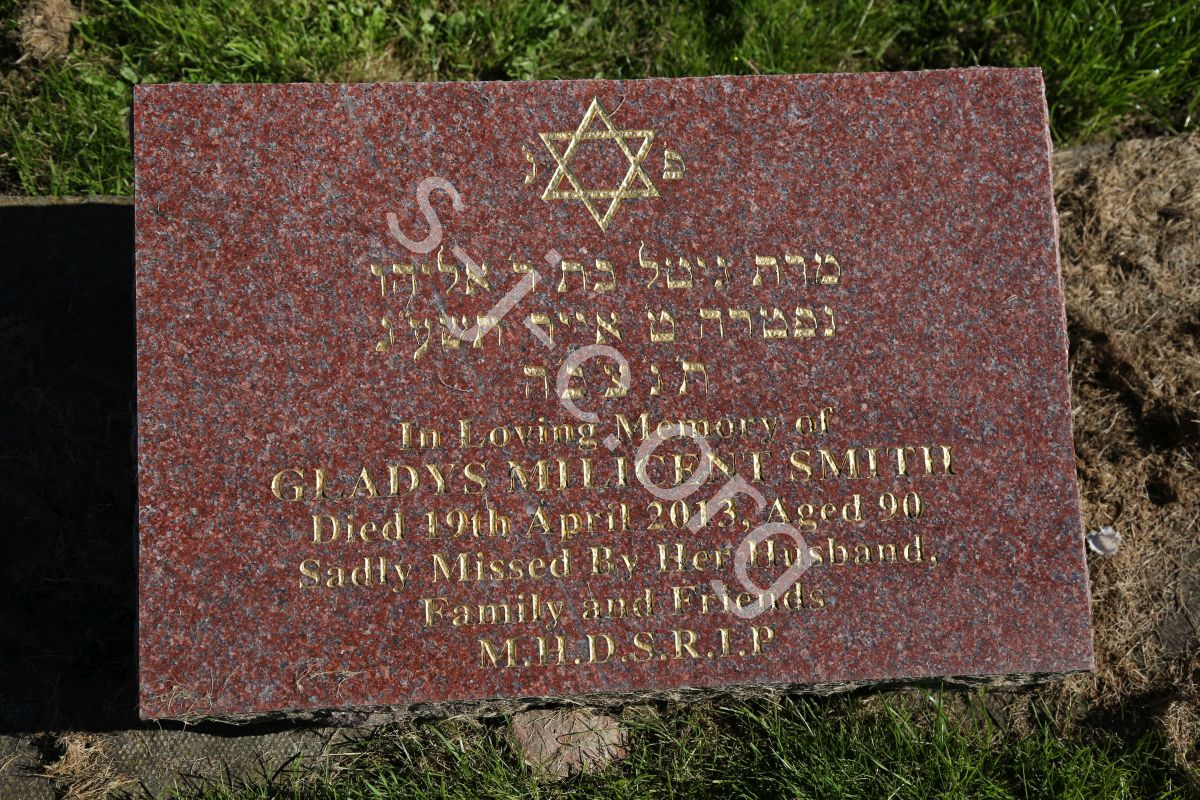 פ נ
מרת ניטל בת ר' אליהו
נפטרה ט אייר תשע"ג
ת נ צ ב ה
In Loving Memory of
GLADYS MILICENT SMITH
Died 19th April 2013, Aged 90
Sadly Missed By Her Husband,
Family and Friends
M.H.D.S.R.I.P